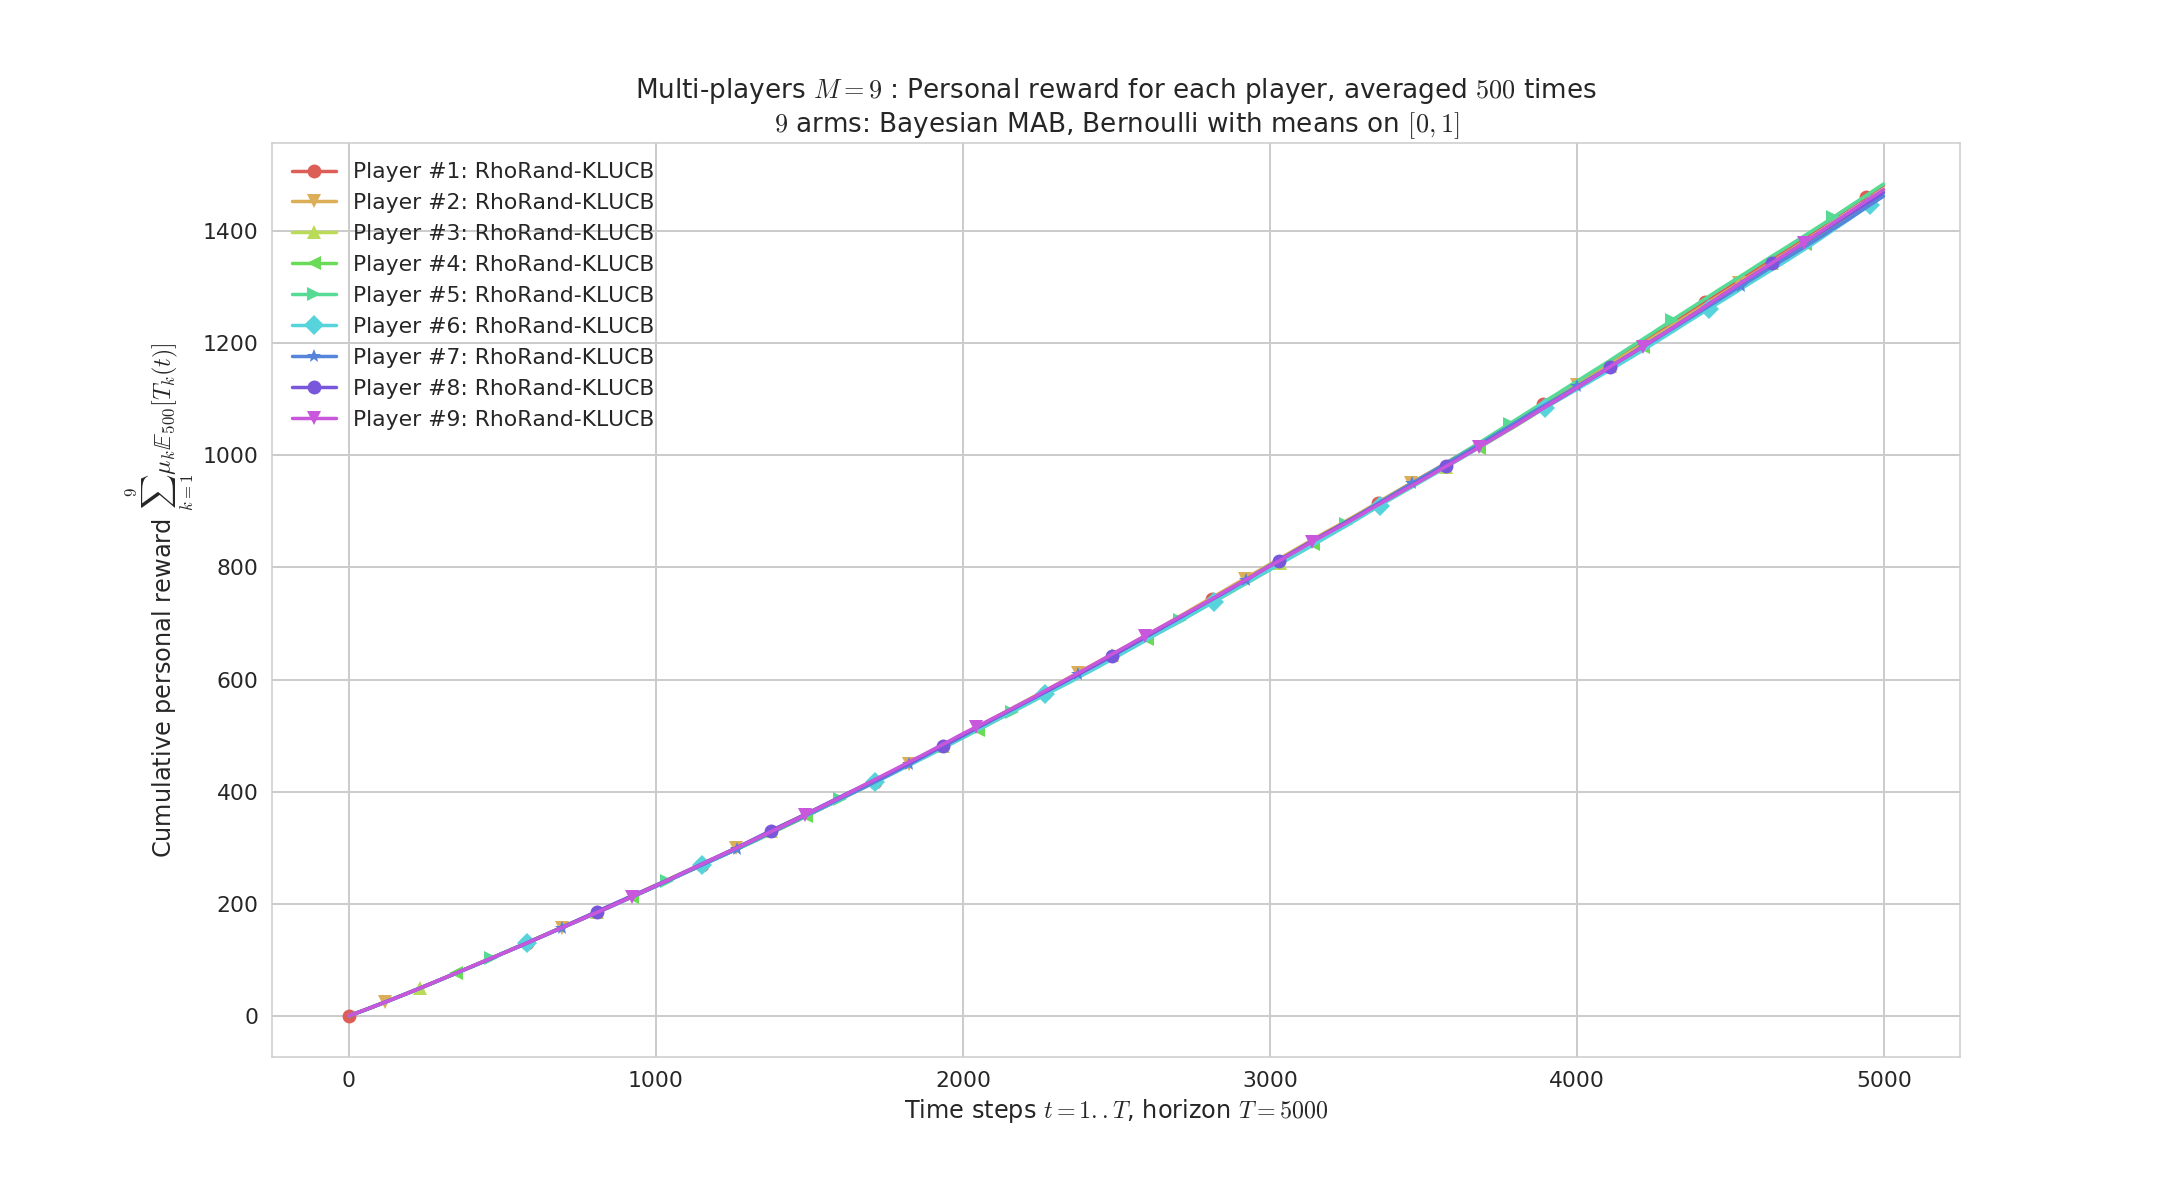 Multi-players M = 9 : Personal reward for each player, averaged 500 times
9 arms: Bayesian MAB, Bernoulli with means on [0, 1]
Player #1: RhoRand-KLUCB
Player #2: RhoRand-KLUCB
Player #3: RhoRand-KLUCB
Player #4: RhoRand-KLUCB
Player #5: RhoRand-KLUCB
Player #6: RhoRand-KLUCB
Player #7: RhoRand-KLUCB
Player #8: RhoRand-KLUCB
Player #9: RhoRand-KLUCB
Cumulative personal reward ∑_{k=1}^{9} μ_k 𝔼_{500}[T_k(t)]
1400
1200
1000
800
600
400
200
0
0 1000 2000 3000 4000 5000
Time steps t = 1..T, horizon T = 5000